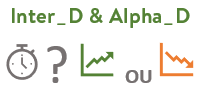 Inter_D & Alpha_D
? ou